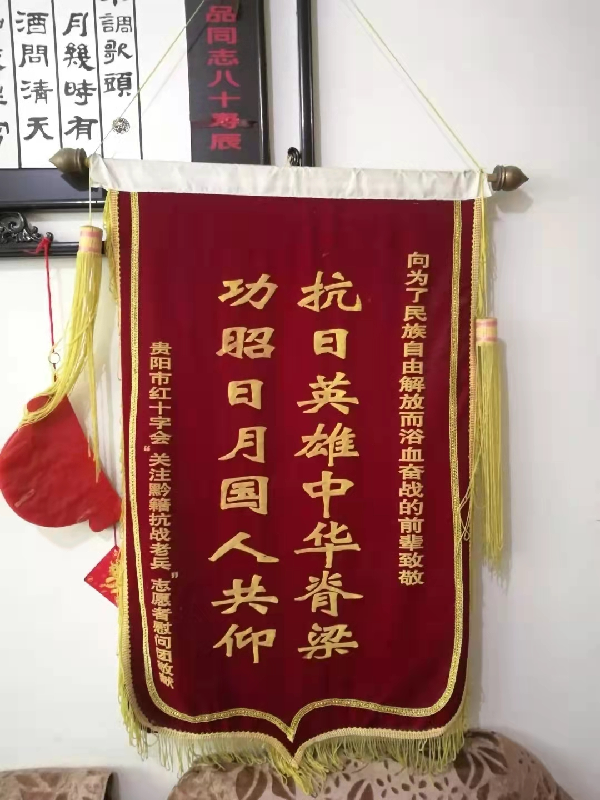 向为了民族自由解放而浴血奋战的前辈致敬
抗日英雄中华脊梁
功昭日月国人共仰
贵阳市红十字会“关注黔籍抗战老兵”志愿者慰问团敬献
品同志八十寿辰
调歌頭
月幾時有
酒問淸天